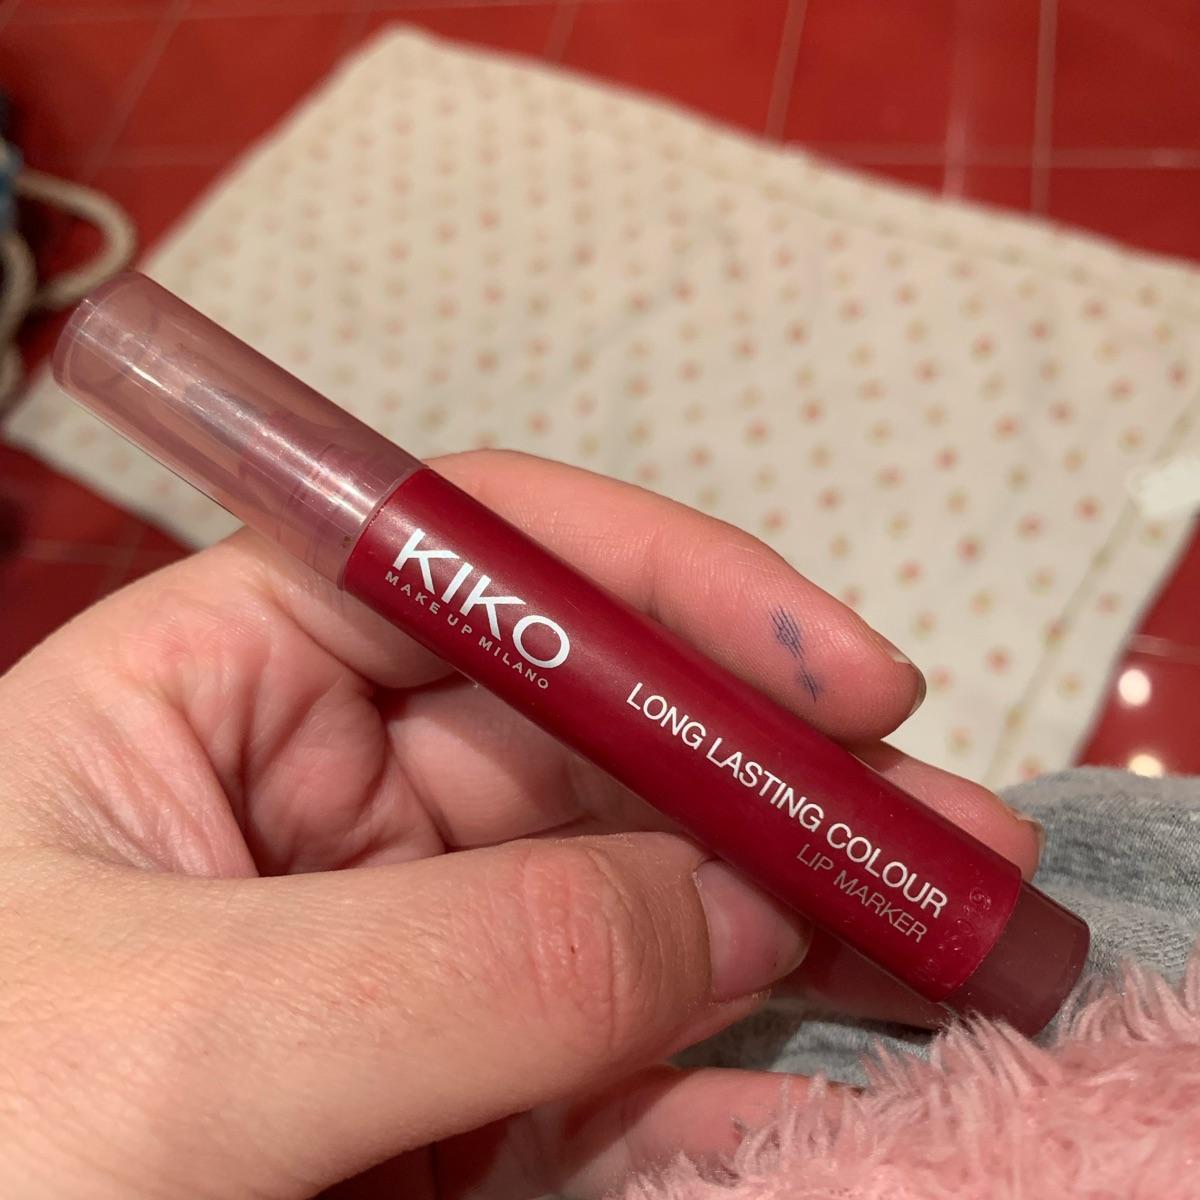 KIKO
MAKE UP MILANO
LONG LASTING COLOUR
LIP MARKER